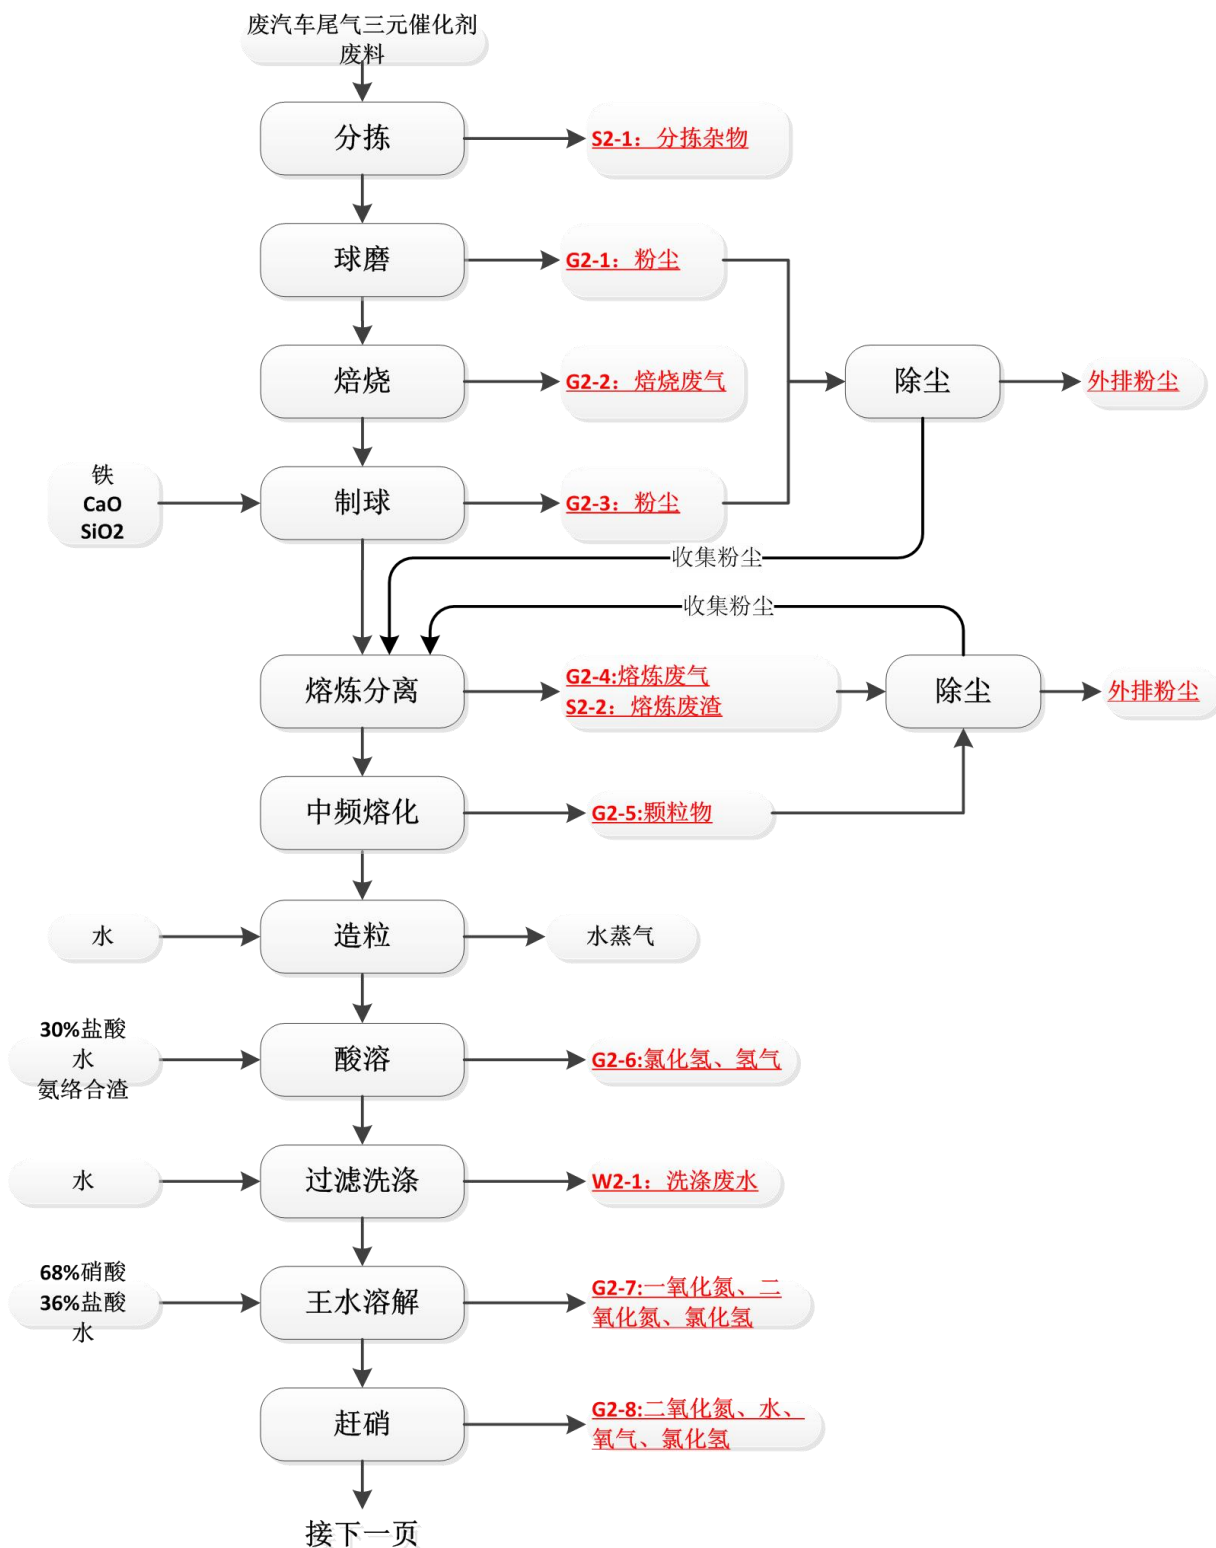 废汽车尾气三元催化剂
废料
分拣
S2-1：分拣杂物
球磨
G2-1：粉尘
焙烧
G2-2：焙烧废气
除尘
外排粉尘
铁
CaO
SiO2
制球
G2-3：粉尘
收集粉尘
收集粉尘
熔炼分离
G2-4:熔炼废气
S2-2：熔炼废渣
除尘
外排粉尘
中频熔化
G2-5:颗粒物
水
造粒
水蒸气
30%盐酸
水
氨络合渣
酸溶
G2-6:氯化氢、氢气
水
过滤洗涤
W2-1：洗涤废水
68%硝酸
36%盐酸
水
王水溶解
G2-7:一氧化氮、二
氧化氮、氯化氢
赶硝
G2-8:二氧化氮、水、
氧气、氯化氢
接下一页